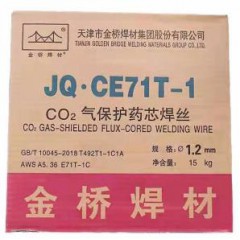 天津市金桥焊材集团股份有限公司
TIANJIN GOLDEN BRIDGE WELDING MATERIALS GROUP CO.,LTD
金桥焊材
JQ·CE71T-1
CO₂ 气保护药芯焊丝
CO₂ GAS-SHIELDED FLUX-CORED WELDING WIRE
GB/T 10045-2018 T492T1-1C1A
AWS A5.36 E71T-1C
规格：Ø 1.2 mm
净重：15 kg
金桥焊材